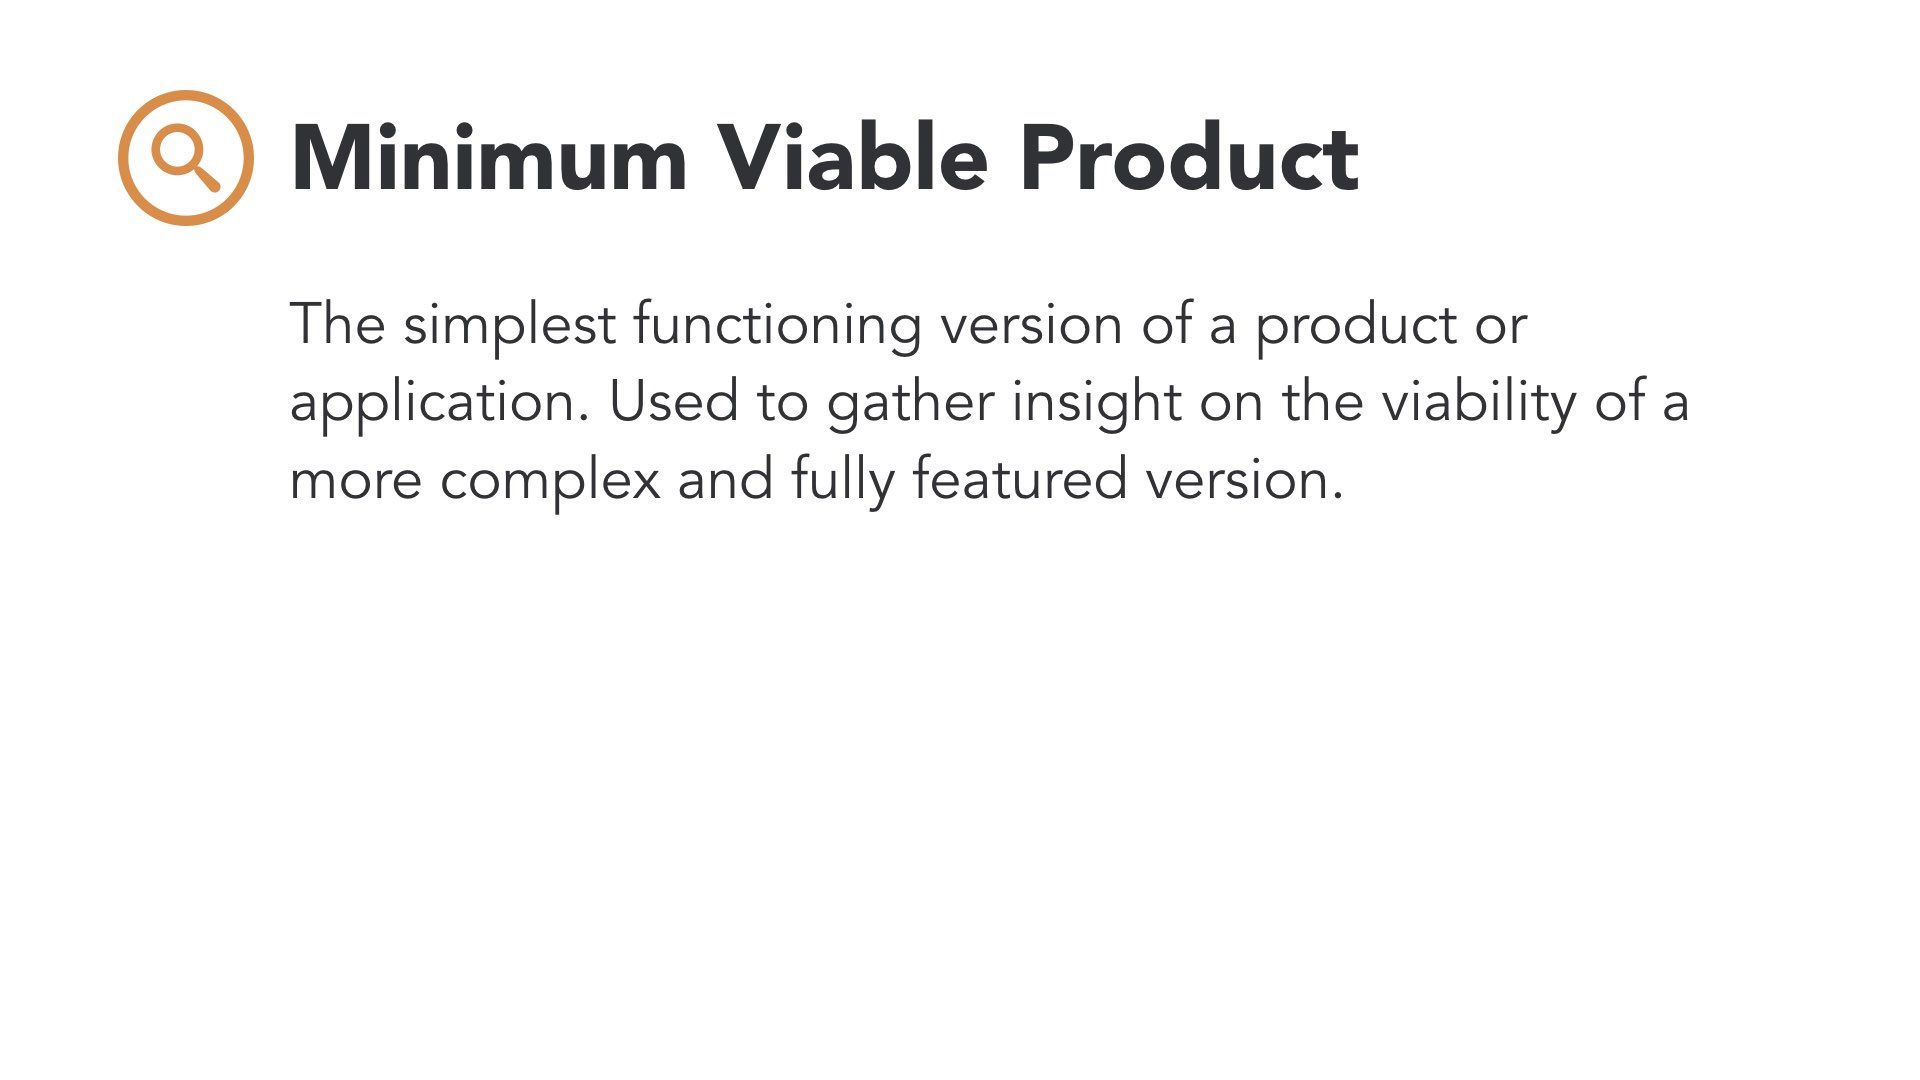 Minimum Viable Product
The simplest functioning version of a product or
application. Used to gather insight on the viability of a
more complex and fully featured version.